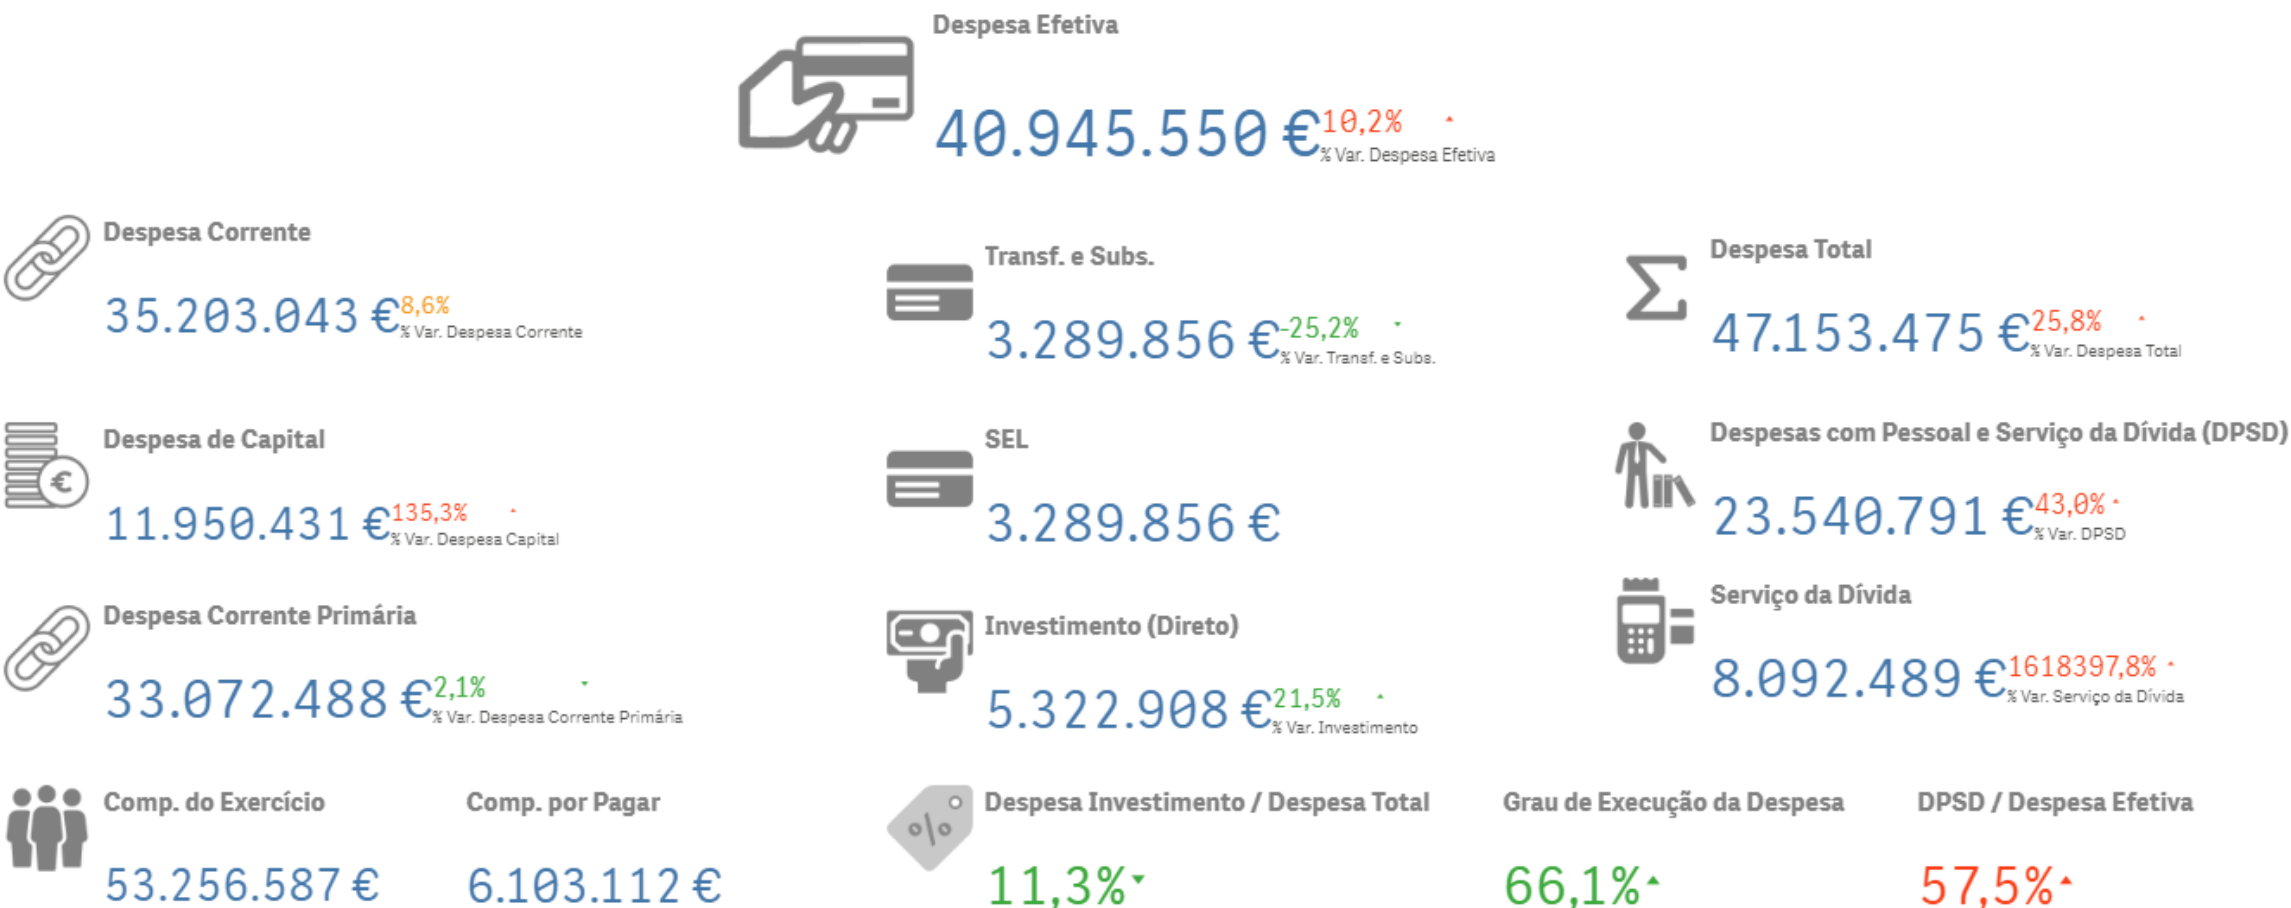 Despesa Efetiva
40.945.550 €
10,2%
% Var. Despesa Efetiva
Despesa Corrente
35.203.043 €
8,6%
% Var. Despesa Corrente
Transf. e Subs.
3.289.856 €
-25,2%
% Var. Transf. e Subs.
Despesa Total
47.153.475 €
25,8%
% Var. Despesa Total
Despesa de Capital
11.950.431 €
135,3%
% Var. Despesa Capital
SEL
3.289.856 €
Despesas com Pessoal e Serviço da Dívida (DPSD)
23.540.791 €
43,0%
% Var. DPSD
Despesa Corrente Primária
33.072.488 €
2,1%
% Var. Despesa Corrente Primária
Investimento (Direto)
5.322.908 €
21,5%
% Var. Investimento
Serviço da Dívida
8.092.489 €
1618397,8%
% Var. Serviço da Dívida
Comp. do Exercício
53.256.587 €
Comp. por Pagar
6.103.112 €
Despesa Investimento / Despesa Total
11,3%
Grau de Execução da Despesa
66,1%
DPSD / Despesa Efetiva
57,5%